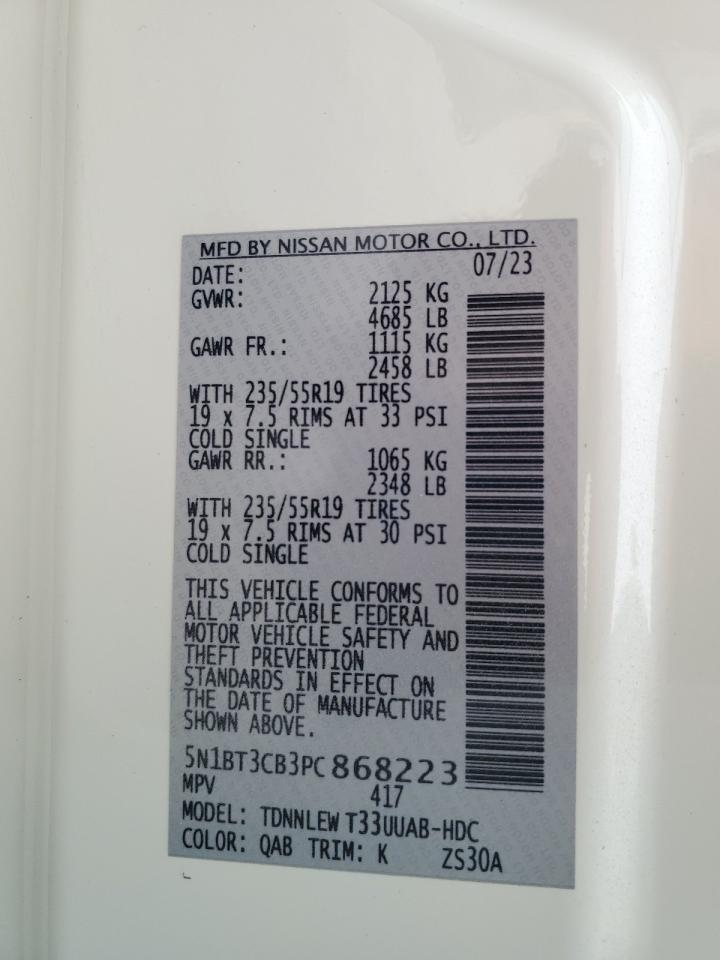 MFD BY NISSAN MOTOR CO., LTD.
DATE: 07/23
GVWR: 2125 KG
4685 LB
GAWR FR.: 1115 KG
2458 LB
WITH 235/55R19 TIRES
19 x 7.5 RIMS AT 33 PSI
COLD SINGLE
GAWR RR.: 1065 KG
2348 LB
WITH 235/55R19 TIRES
19 x 7.5 RIMS AT 30 PSI
COLD SINGLE
THIS VEHICLE CONFORMS TO
ALL APPLICABLE FEDERAL
MOTOR VEHICLE SAFETY AND
THEFT PREVENTION
STANDARDS IN EFFECT ON
THE DATE OF MANUFACTURE
SHOWN ABOVE.
5N1BT3CB3PC868223
MPV 417
MODEL: TDNNLEW T33UUAB-HDC
COLOR: QAB TRIM: K ZS30A